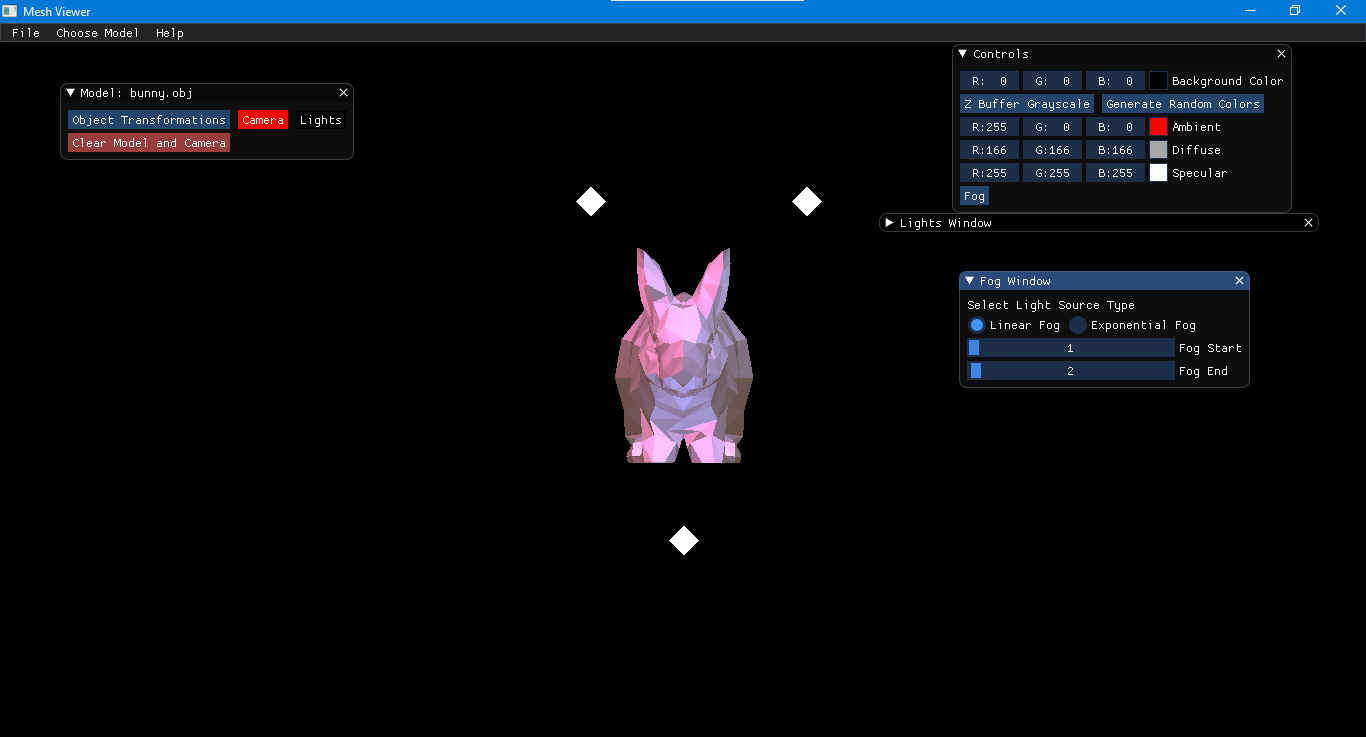 Mesh Viewer
File Choose Model Help
Model: bunny.obj
Object Transformations Camera Lights
Clear Model and Camera
Controls
R: 0 G: 0 B: 0 Background Color
Z Buffer Grayscale Generate Random Colors
R:255 G: 0 B: 0 Ambient
R:166 G:166 B:166 Diffuse
R:255 G:255 B:255 Specular
Fog
Lights Window
Fog Window
Select Light Source Type
Linear Fog Exponential Fog
1 Fog Start
2 Fog End